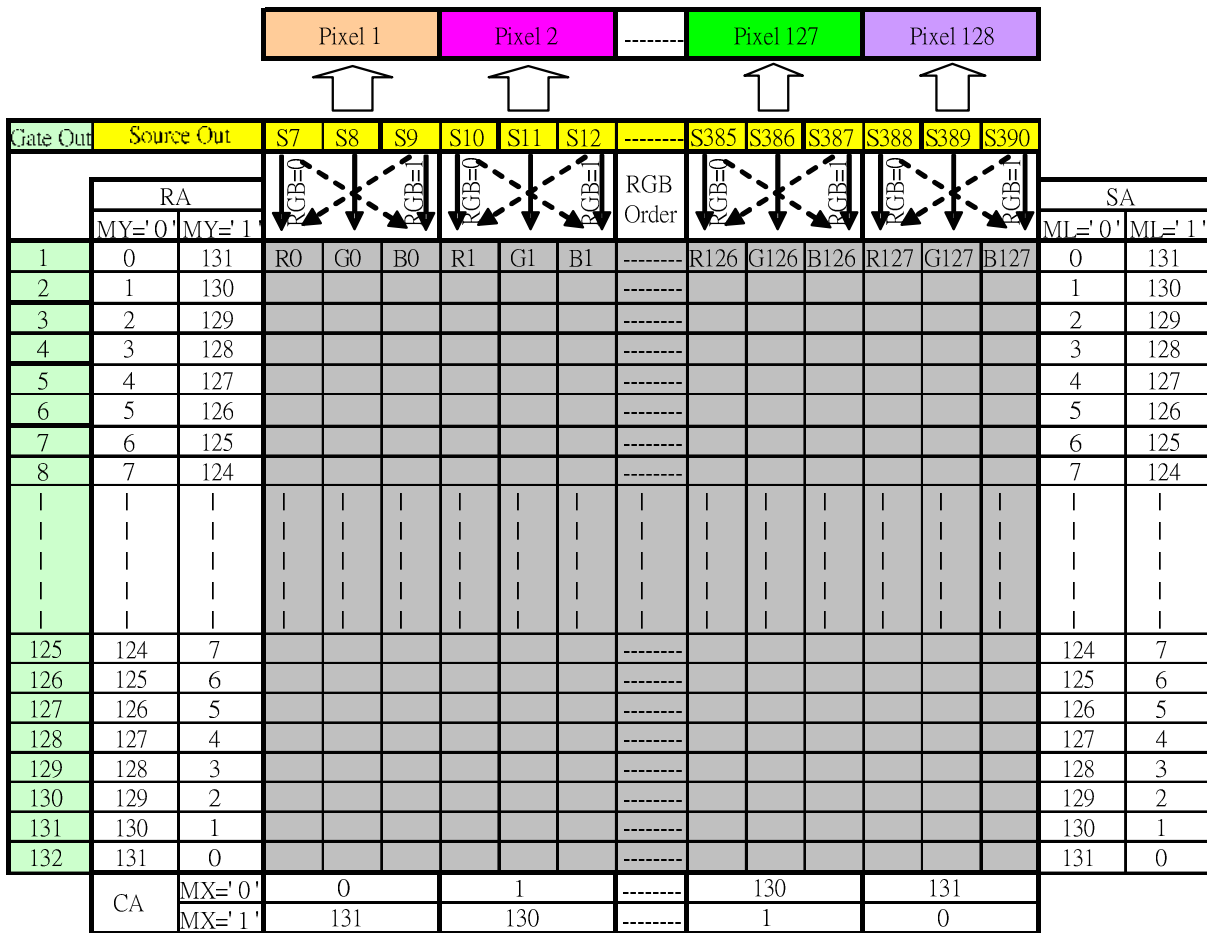 Pixel 1 Pixel 2 -------- Pixel 127 Pixel 128
Gate Out Source Out S7 S8 S9 S10 S11 S12 -------- S385 S386 S387 S388 S389 S390
RGB=0 RGB=1 RGB=0 RGB=1 RGB Order RGB=0 RGB=1 RGB=0 RGB=1
RA SA
MY='0' MY='1' ML='0' ML='1'
1 0 131 R0 G0 B0 R1 G1 B1 -------- R126 G126 B126 R127 G127 B127 0 131
2 1 130 -------- 1 130
3 2 129 -------- 2 129
4 3 128 -------- 3 128
5 4 127 -------- 4 127
6 5 126 -------- 5 126
7 6 125 -------- 6 125
8 7 124 -------- 7 124
125 124 7 -------- 124 7
126 125 6 -------- 125 6
127 126 5 -------- 126 5
128 127 4 -------- 127 4
129 128 3 -------- 128 3
130 129 2 -------- 129 2
131 130 1 -------- 130 1
132 131 0 -------- 131 0
CA MX='0' 0 1 -------- 130 131
MX='1' 131 130 -------- 1 0